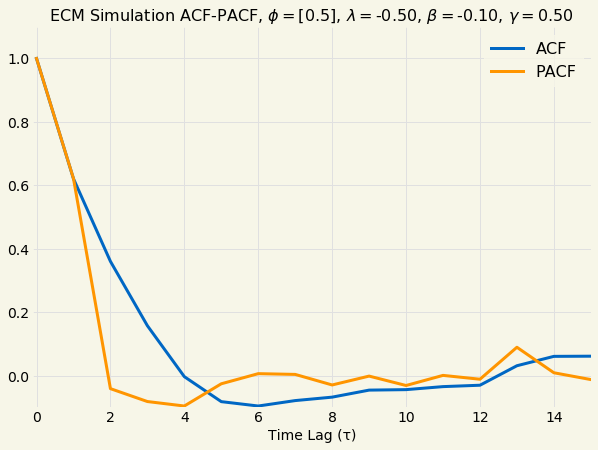 ECM Simulation ACF-PACF, ϕ = [0.5], λ = -0.50, β = -0.10, γ = 0.50
ACF
PACF
1.0
0.8
0.6
0.4
0.2
0.0
0 2 4 6 8 10 12 14
Time Lag (τ)